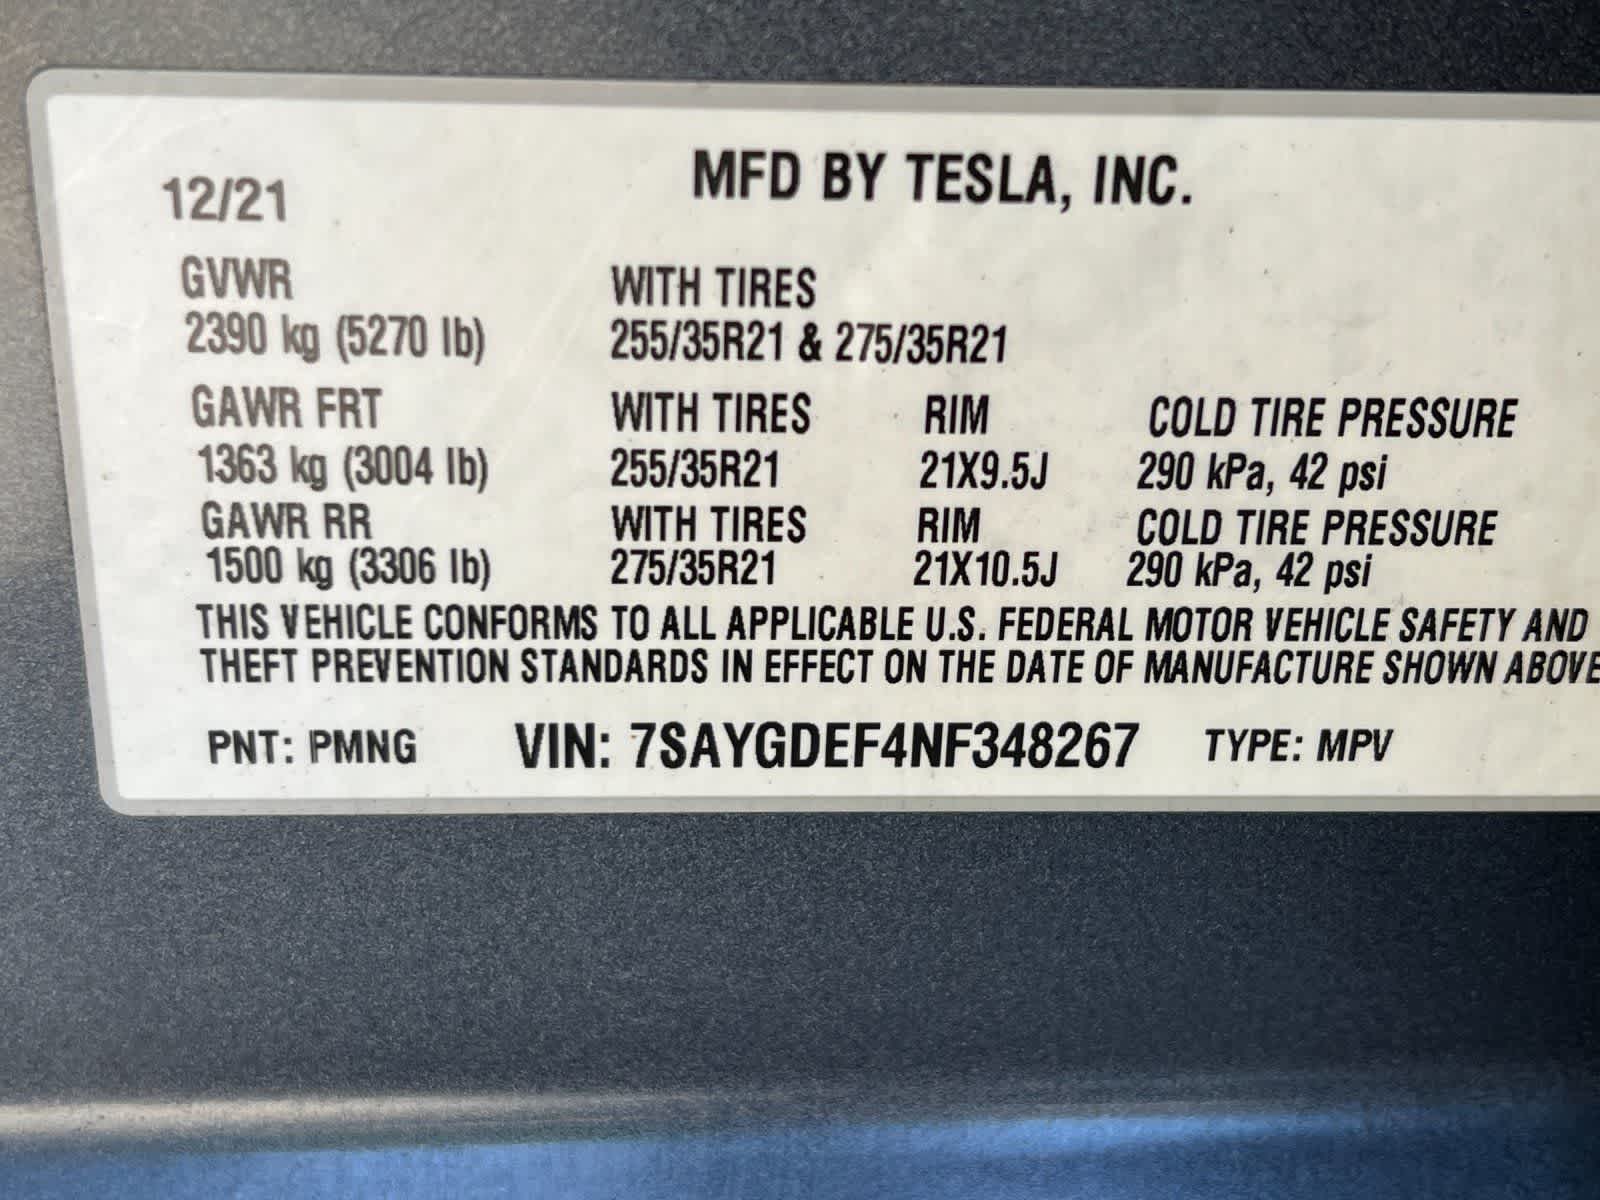 MFD BY TESLA, INC.
12/21
GVWR WITH TIRES
2390 kg (5270 lb) 255/35R21 & 275/35R21
GAWR FRT WITH TIRES RIM COLD TIRE PRESSURE
1363 kg (3004 lb) 255/35R21 21X9.5J 290 kPa, 42 psi
GAWR RR WITH TIRES RIM COLD TIRE PRESSURE
1500 kg (3306 lb) 275/35R21 21X10.5J 290 kPa, 42 psi
THIS VEHICLE CONFORMS TO ALL APPLICABLE U.S. FEDERAL MOTOR VEHICLE SAFETY AND
THEFT PREVENTION STANDARDS IN EFFECT ON THE DATE OF MANUFACTURE SHOWN ABOVE
PNT: PMNG VIN: 7SAYGDEF4NF348267 TYPE: MPV